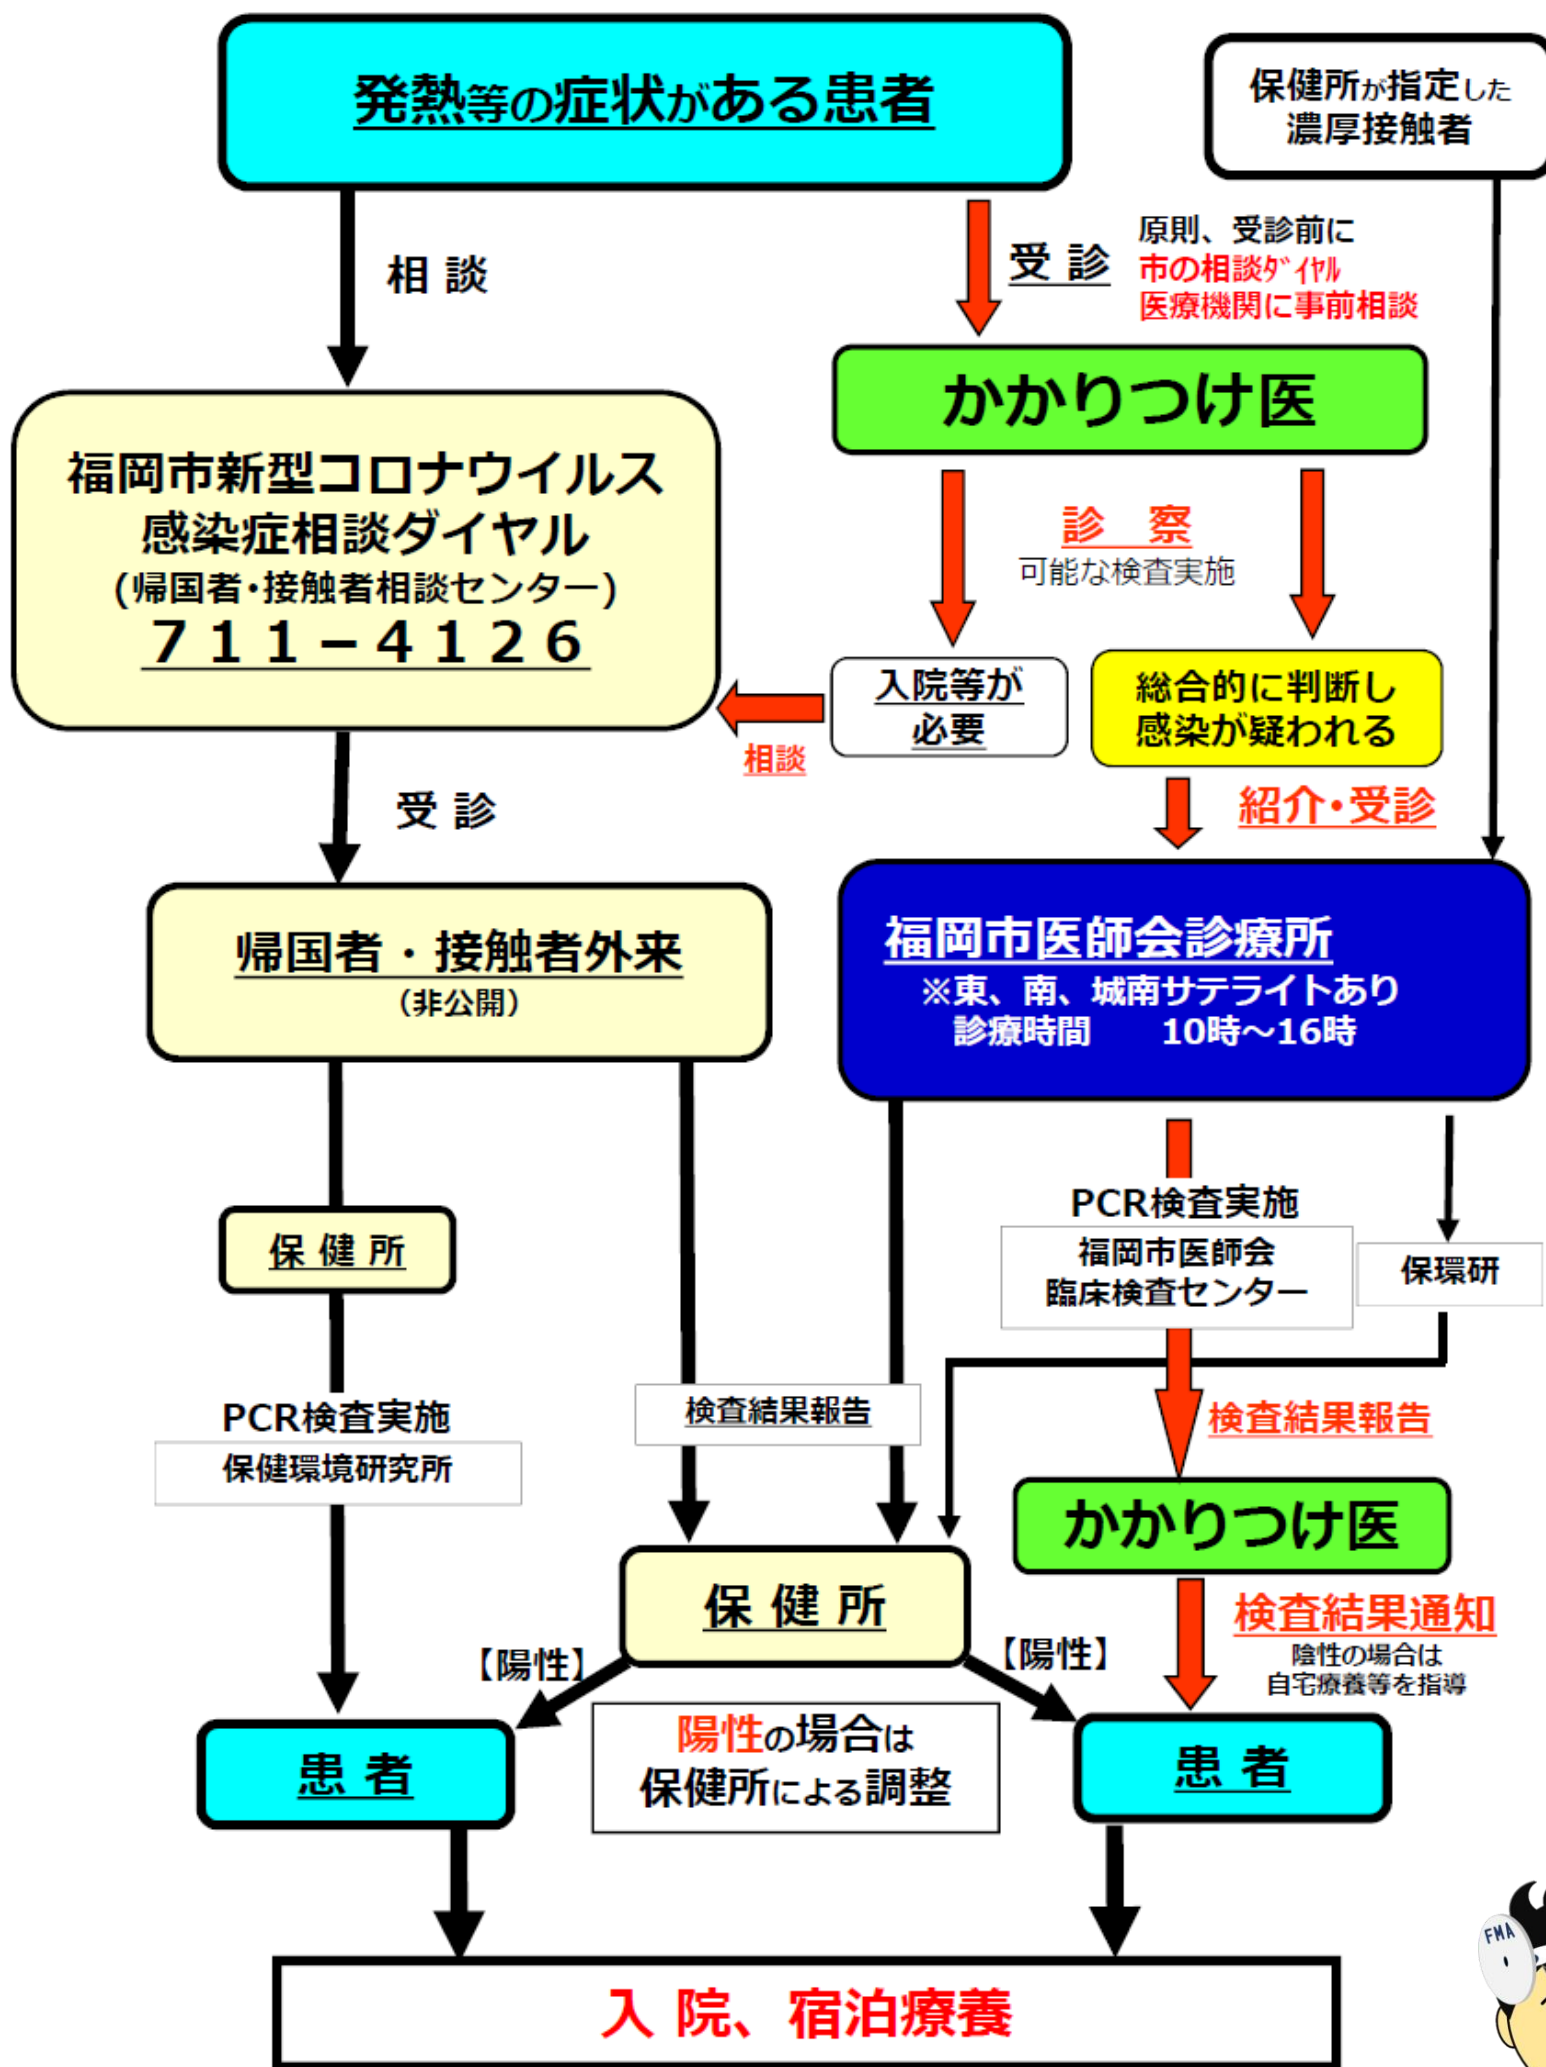 発熱等の症状がある患者
保健所が指定した
濃厚接触者
相 談
受 診
原則、受診前に
市の相談ﾀﾞｲﾔﾙ
医療機関に事前相談
かかりつけ医
福岡市新型コロナウイルス
感染症相談ダイヤル
(帰国者・接触者相談センター)
７１１－４１２６
診　察
可能な検査実施
入院等が
必要
総合的に判断し
感染が疑われる
相談
紹介・受診
受 診
帰国者・接触者外来
（非公開）
福岡市医師会診療所
※東、南、城南サテライトあり
診療時間　　10時～16時
保 健 所
PCR検査実施
福岡市医師会
臨床検査センター
保環研
PCR検査実施
保健環境研究所
検査結果報告
検査結果報告
かかりつけ医
保 健 所
検査結果通知
陰性の場合は
自宅療養等を指導
【陽性】
【陽性】
陽性の場合は
保健所による調整
患 者
患 者
FMA
入 院、宿泊療養